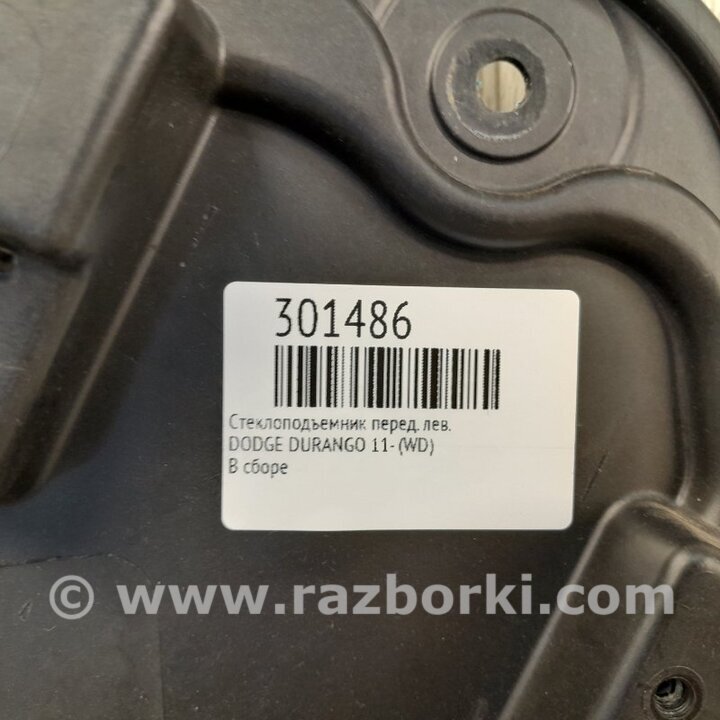 301486
Стеклоподъемник перед. лев.
DODGE DURANGO 11- (WD)
В сборе
© www.razborki.com